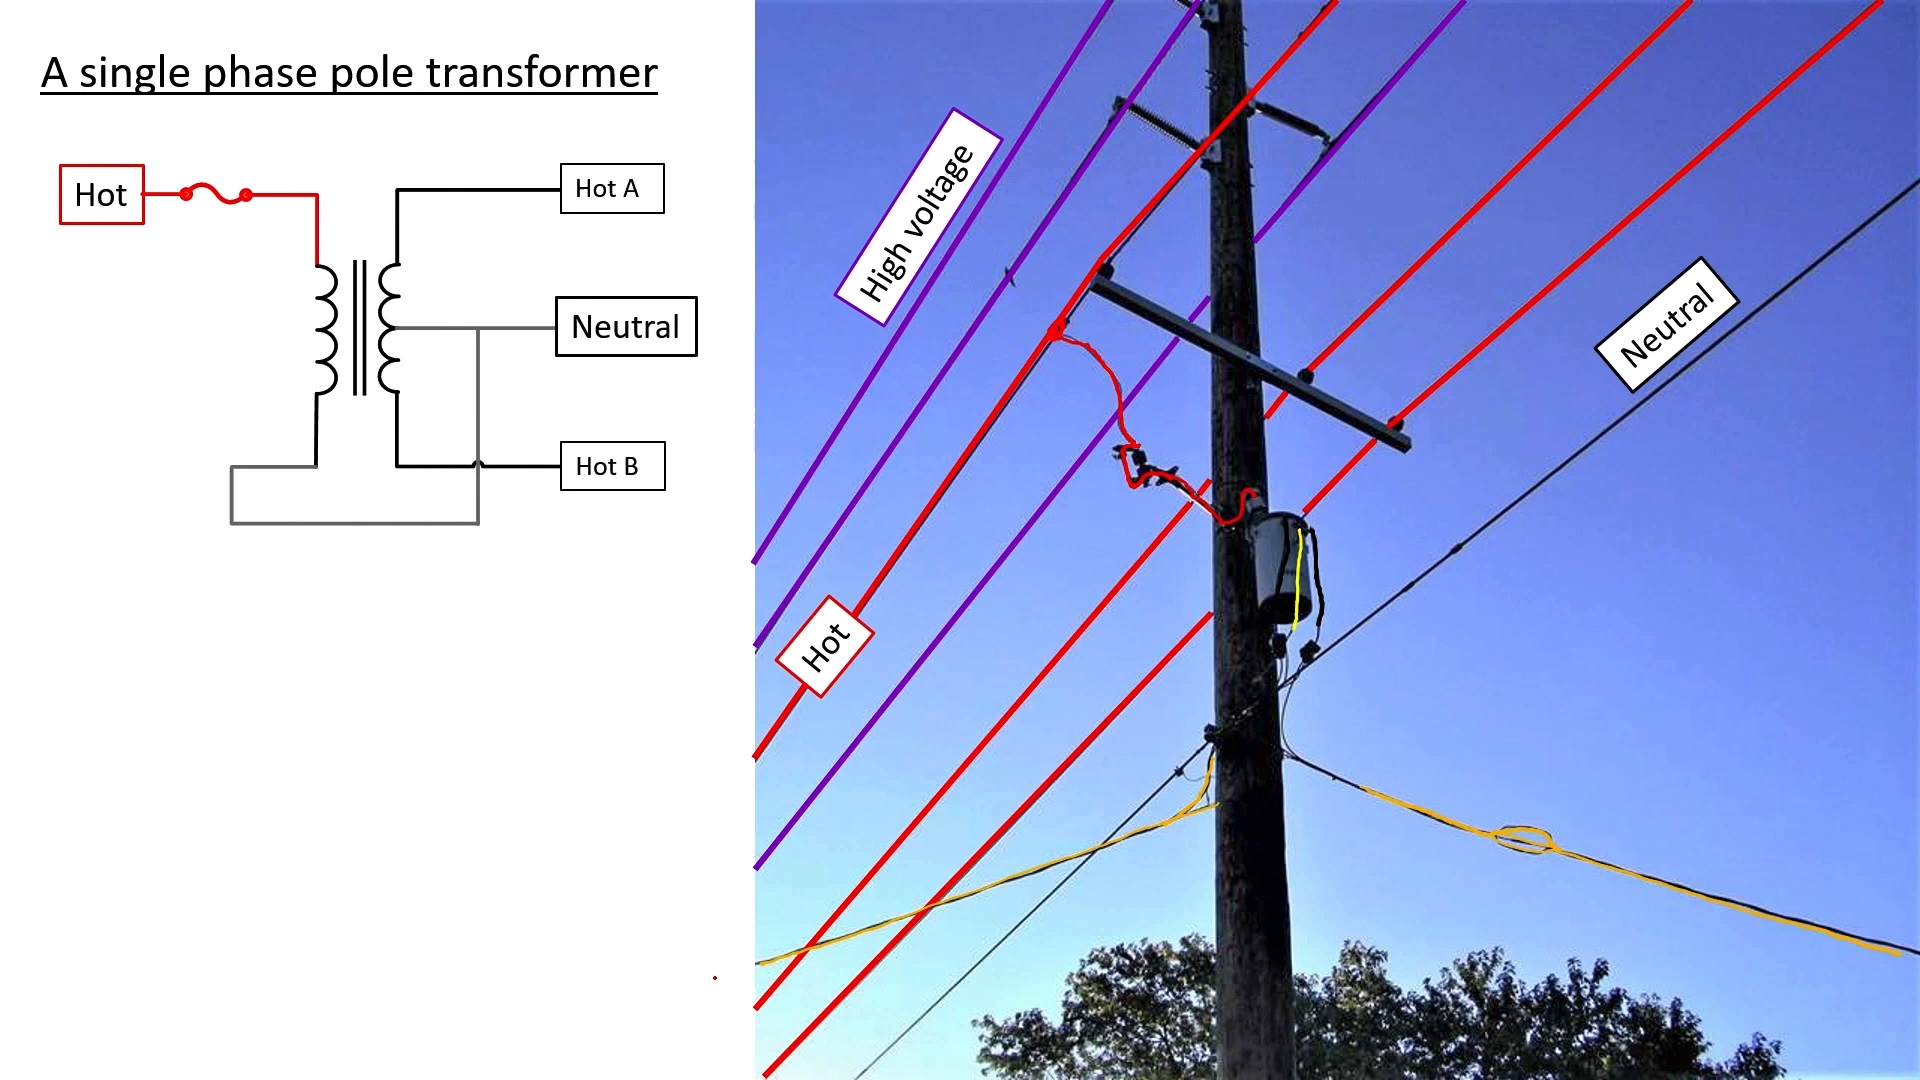 A single phase pole transformer
Hot
Hot A
Neutral
Hot B
High voltage
Hot
Neutral